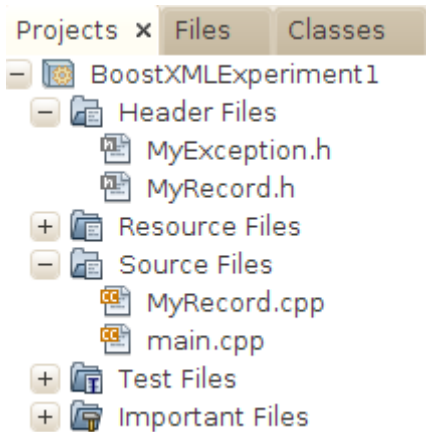 Projects × Files Classes
BoostXMLExperiment1
Header Files
MyException.h
MyRecord.h
Resource Files
Source Files
MyRecord.cpp
main.cpp
Test Files
Important Files